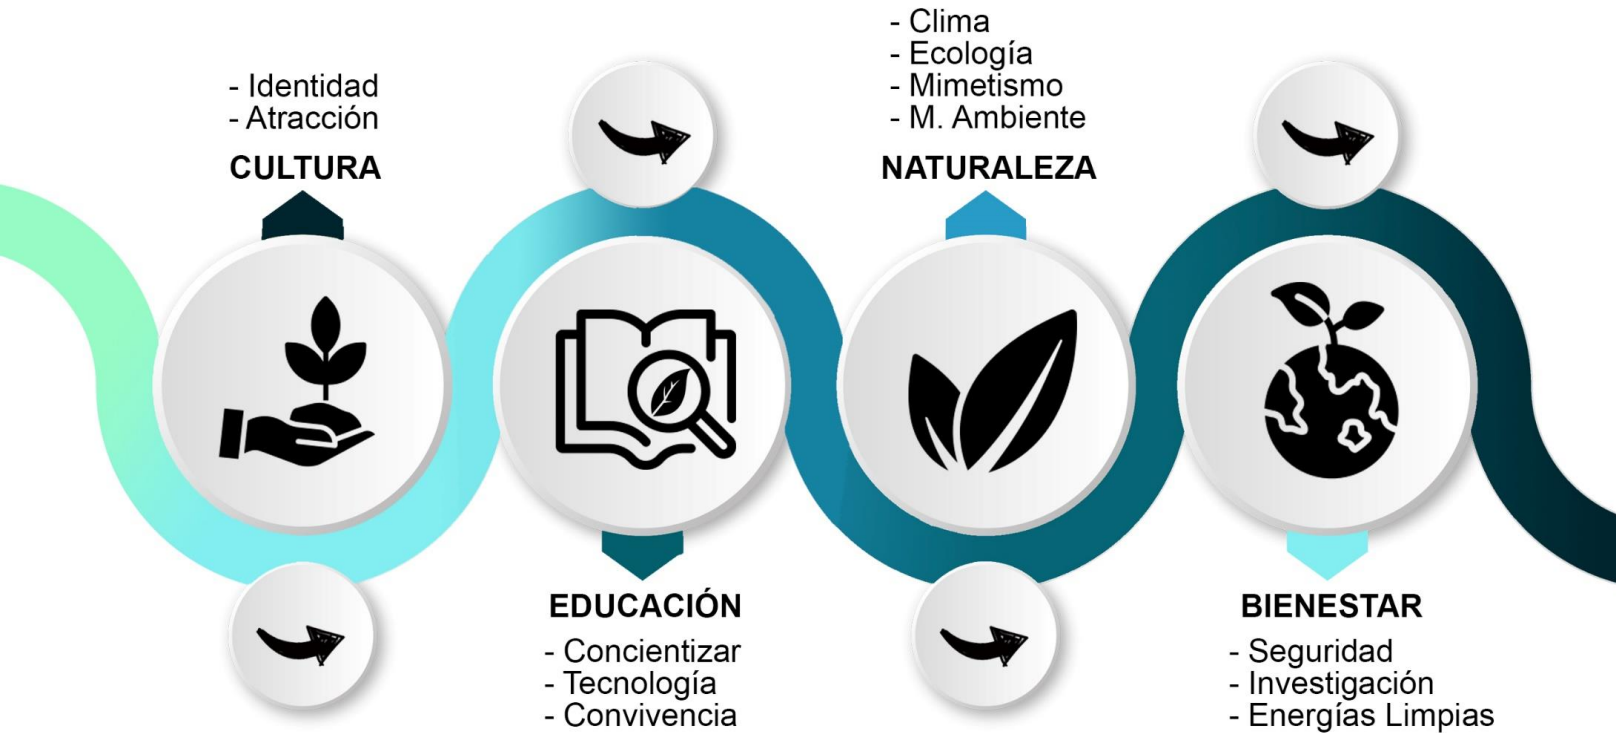 - Identidad
- Atracción
CULTURA
EDUCACIÓN
- Concientizar
- Tecnología
- Convivencia
- Clima
- Ecología
- Mimetismo
- M. Ambiente
NATURALEZA
BIENESTAR
- Seguridad
- Investigación
- Energías Limpias